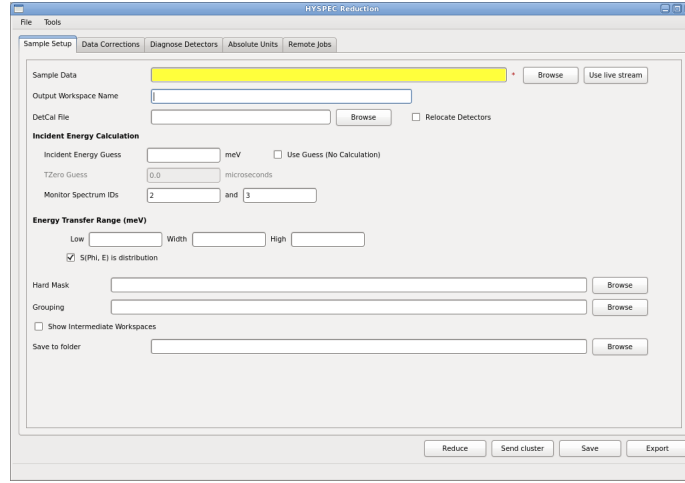 HYSPEC Reduction
File Tools
Sample Setup Data Corrections Diagnose Detectors Absolute Units Remote Jobs
Sample Data * Browse Use live stream
Output Workspace Name
DetCal File Browse Relocate Detectors
Incident Energy Calculation
Incident Energy Guess meV Use Guess (No Calculation)
TZero Guess 0.0 microseconds
Monitor Spectrum IDs 2 and 3
Energy Transfer Range (meV)
Low Width High
S(Phi, E) is distribution
Hard Mask Browse
Grouping Browse
Show Intermediate Workspaces
Save to folder Browse
Reduce Send cluster Save Export